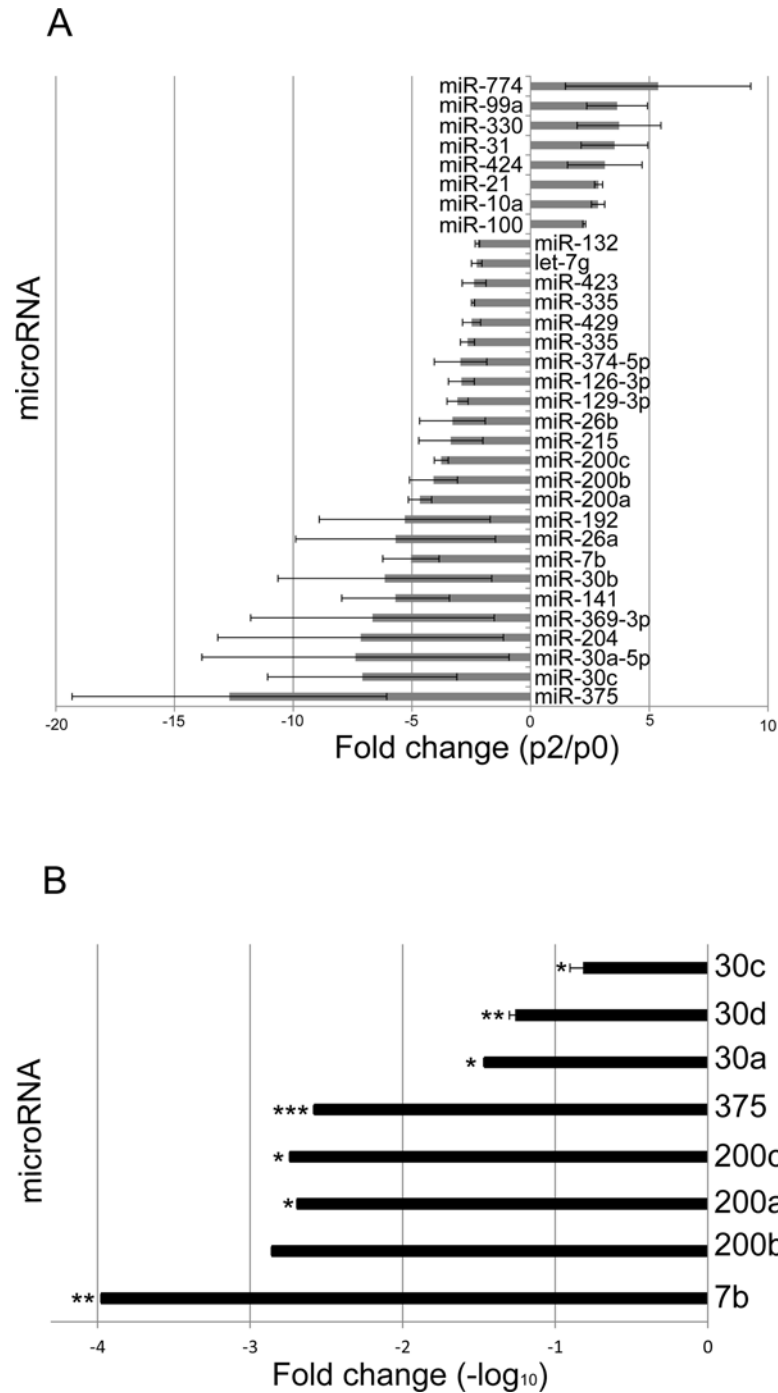 A
microRNA
miR-774
miR-99a
miR-330
miR-31
miR-424
miR-21
miR-10a
miR-100
miR-132
let-7g
miR-423
miR-335
miR-429
miR-335
miR-374-5p
miR-126-3p
miR-129-3p
miR-26b
miR-215
miR-200c
miR-200b
miR-200a
miR-192
miR-26a
miR-7b
miR-30b
miR-141
miR-369-3p
miR-204
miR-30a-5p
miR-30c
miR-375
-20 -15 -10 -5 0 5 10
Fold change (p2/p0)
B
microRNA
* 30c
** 30d
* 30a
*** 375
* 200c
* 200a
200b
** 7b
-4 -3 -2 -1 0
Fold change (-log₁₀)